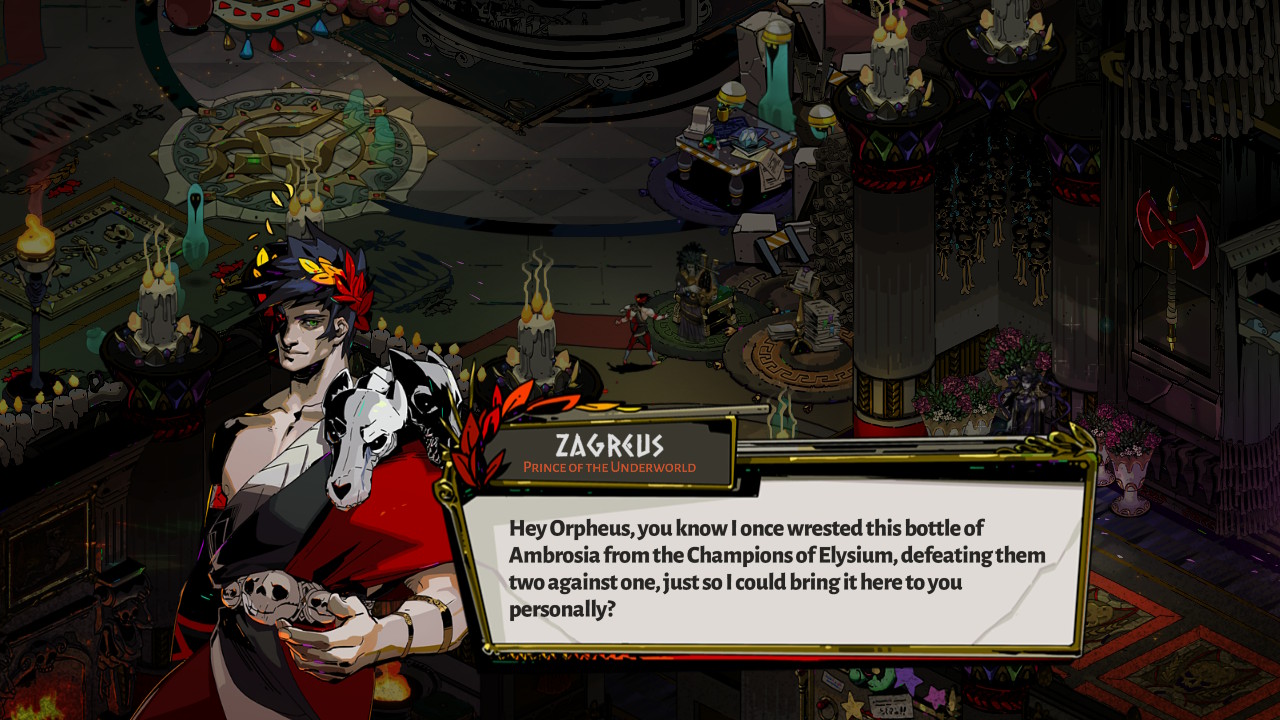 ZAGREUS
PRINCE OF THE UNDERWORLD
Hey Orpheus, you know I once wrested this bottle of
Ambrosia from the Champions of Elysium, defeating them
two against one, just so I could bring it here to you
personally?